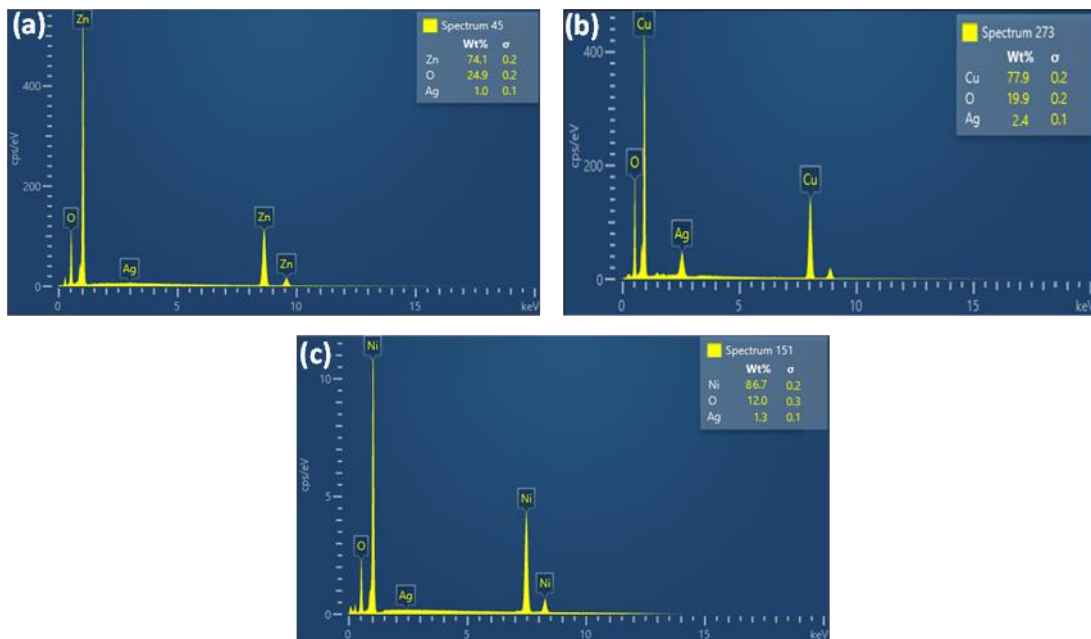 (a)
Zn
Spectrum 45
Wt% σ
Zn 74.1 0.2
O 24.9 0.2
Ag 1.0 0.1
400
cps/eV
200
O
Ag
Zn
Zn
0
0 5 10 15 keV
(b)
Cu
Spectrum 273
Wt% σ
Cu 77.9 0.2
O 19.9 0.2
Ag 2.4 0.1
400
cps/eV
200
O
Ag
Cu
0
0 5 10 15 keV
(c)
Ni
Spectrum 151
Wt% σ
Ni 86.7 0.2
O 12.0 0.3
Ag 1.3 0.1
10
cps/eV
5
Ni
O
Ag
Ni
0
0 5 10 15 keV